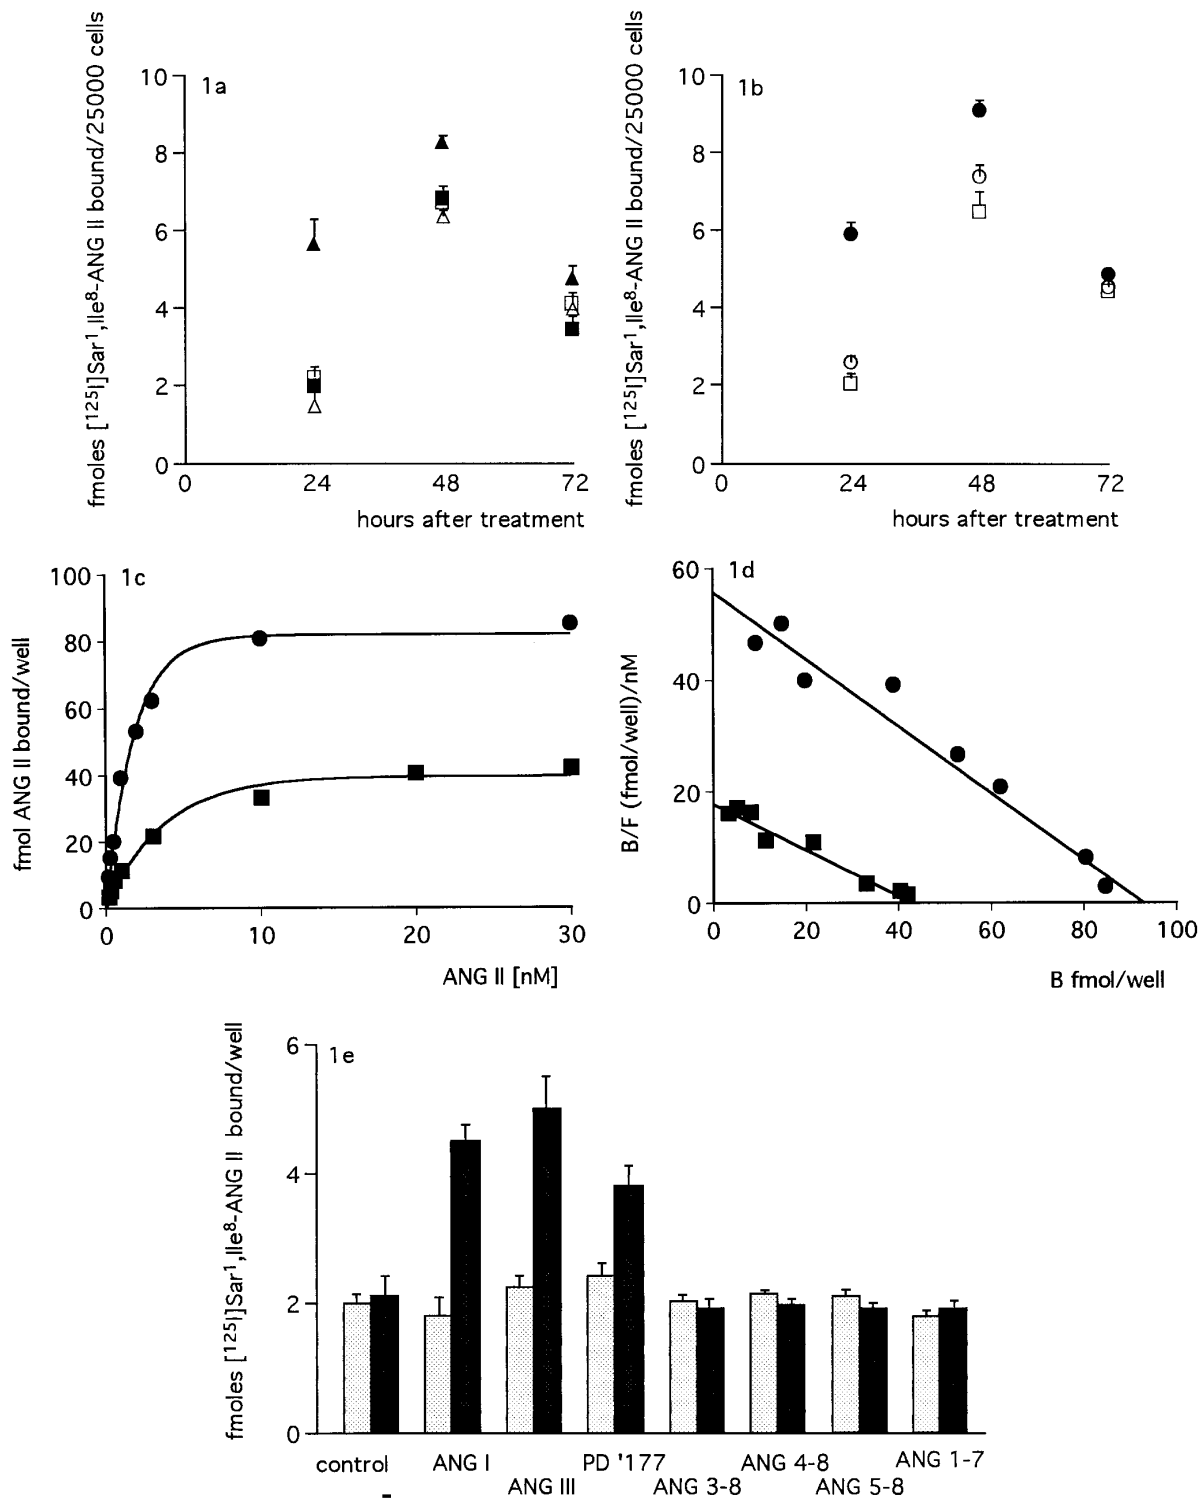 fmoles [¹²⁵I]Sar¹,Ile⁸-ANG II bound/25000 cells
10
8
6
4
2
0
1a
0 24 48 72
hours after treatment
fmoles [¹²⁵I]Sar¹,Ile⁸-ANG II bound/25000 cells
10
8
6
4
2
0
1b
0 24 48 72
hours after treatment
fmol ANG II bound/well
100
80
60
40
20
0
1c
0 10 20 30
ANG II [nM]
B/F (fmol/well)/nM
60
40
20
0
1d
0 20 40 60 80 100
B fmol/well
fmoles [¹²⁵I]Sar¹,Ile⁸-ANG II bound/well
6
4
2
0
1e
control ANG I PD '177 ANG 4-8 ANG 1-7
ANG III ANG 3-8 ANG 5-8